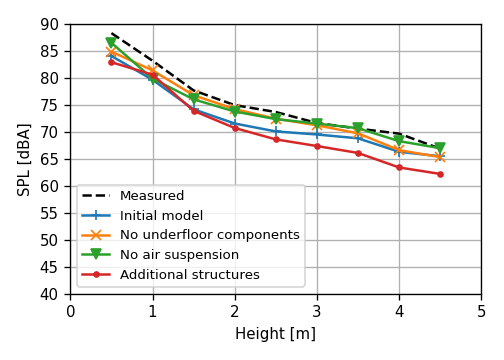 90
85
80
75
70
65
60
55
50
45
40
SPL [dBA]
Measured
Initial model
No underfloor components
No air suspension
Additional structures
0 1 2 3 4 5
Height [m]